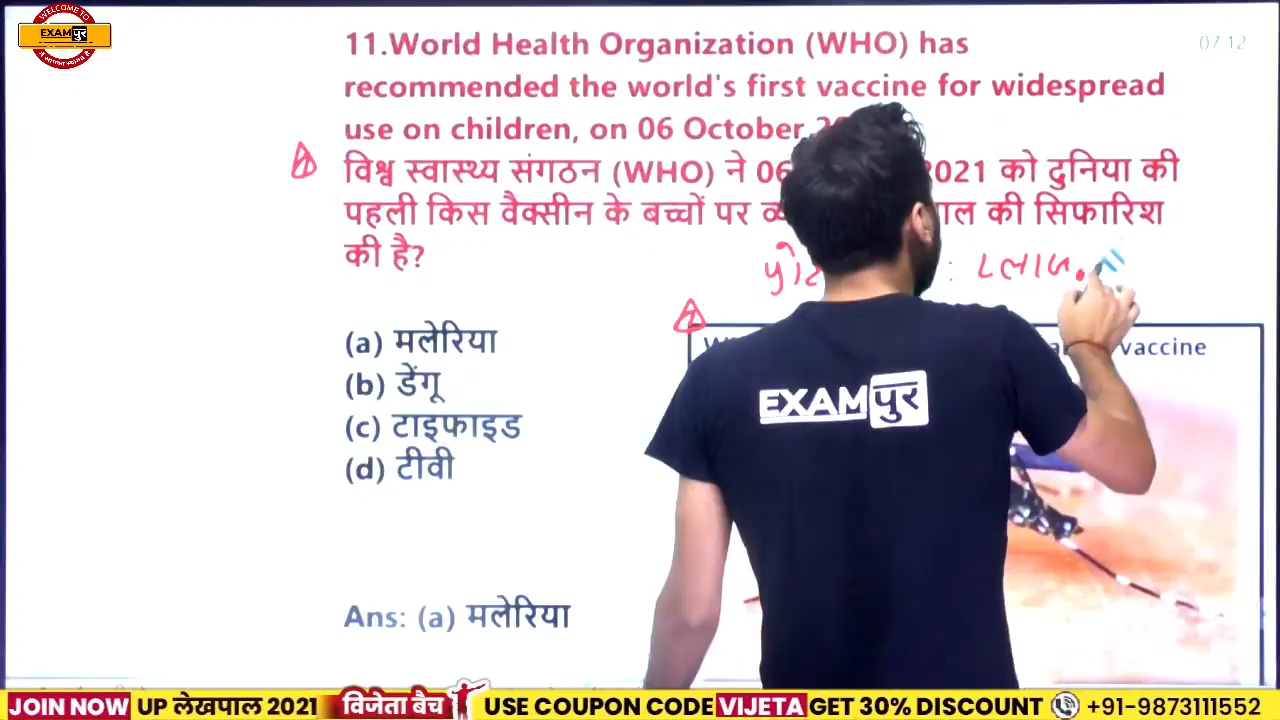 WELCOME TO
EXAMपुर
07:12
11.World Health Organization (WHO) has
recommended the world's first vaccine for widespread
use on children, on 06 October
विश्व स्वास्थ्य संगठन (WHO) ने 06 2021 को दुनिया की
पहली किस वैक्सीन के बच्चों पर की सिफारिश
की है?
(a) मलेरिया
vaccine
(b) डेंगू
EXAMपुर
(c) टाइफाइड
(d) टीवी
Ans: (a) मलेरिया
JOIN NOW UP लेखपाल 2021 विजेता बैच USE COUPON CODE VIJETA GET 30% DISCOUNT +91-9873111552